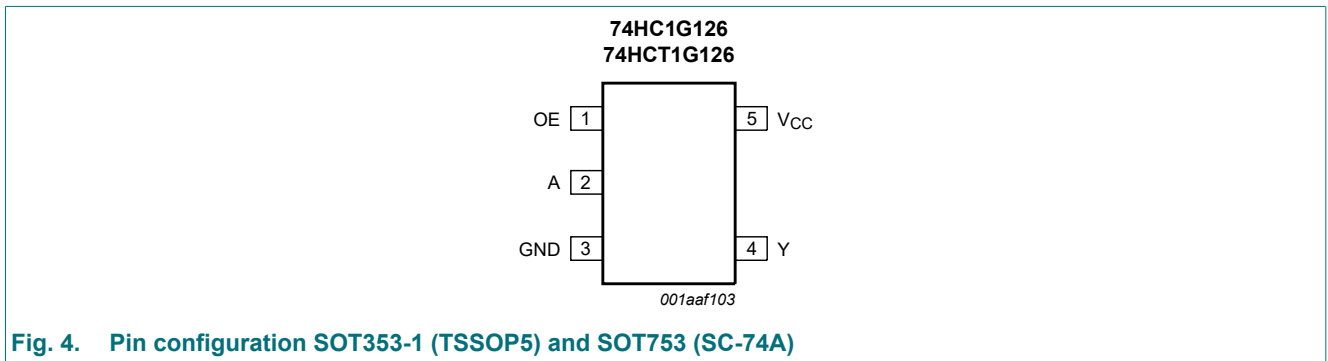 74HC1G126
74HCT1G126
OE 1
5 VCC
A 2
GND 3
4 Y
001aaf103
Fig. 4. Pin configuration SOT353-1 (TSSOP5) and SOT753 (SC-74A)